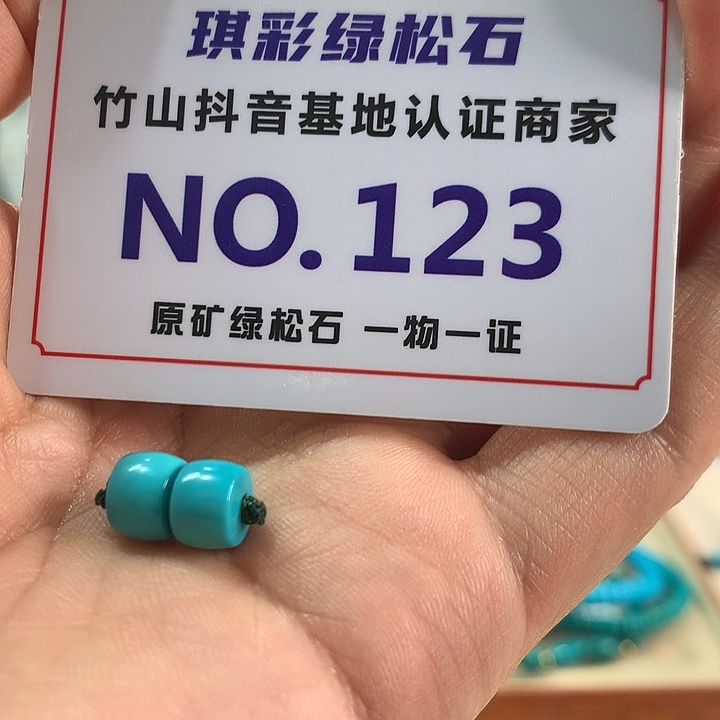 琪彩绿松石
竹山抖音基地认证商家
NO.123
原矿绿松石 一物一证